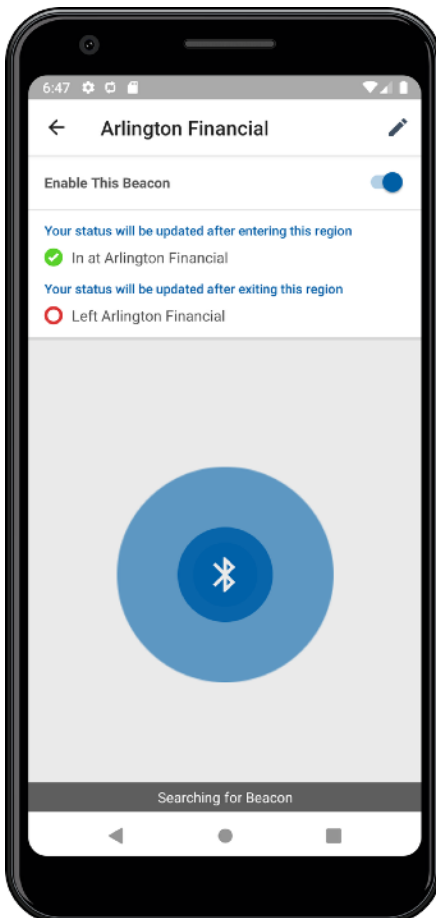 6:47
Arlington Financial
Enable This Beacon
Your status will be updated after entering this region
In at Arlington Financial
Your status will be updated after exiting this region
Left Arlington Financial
Searching for Beacon